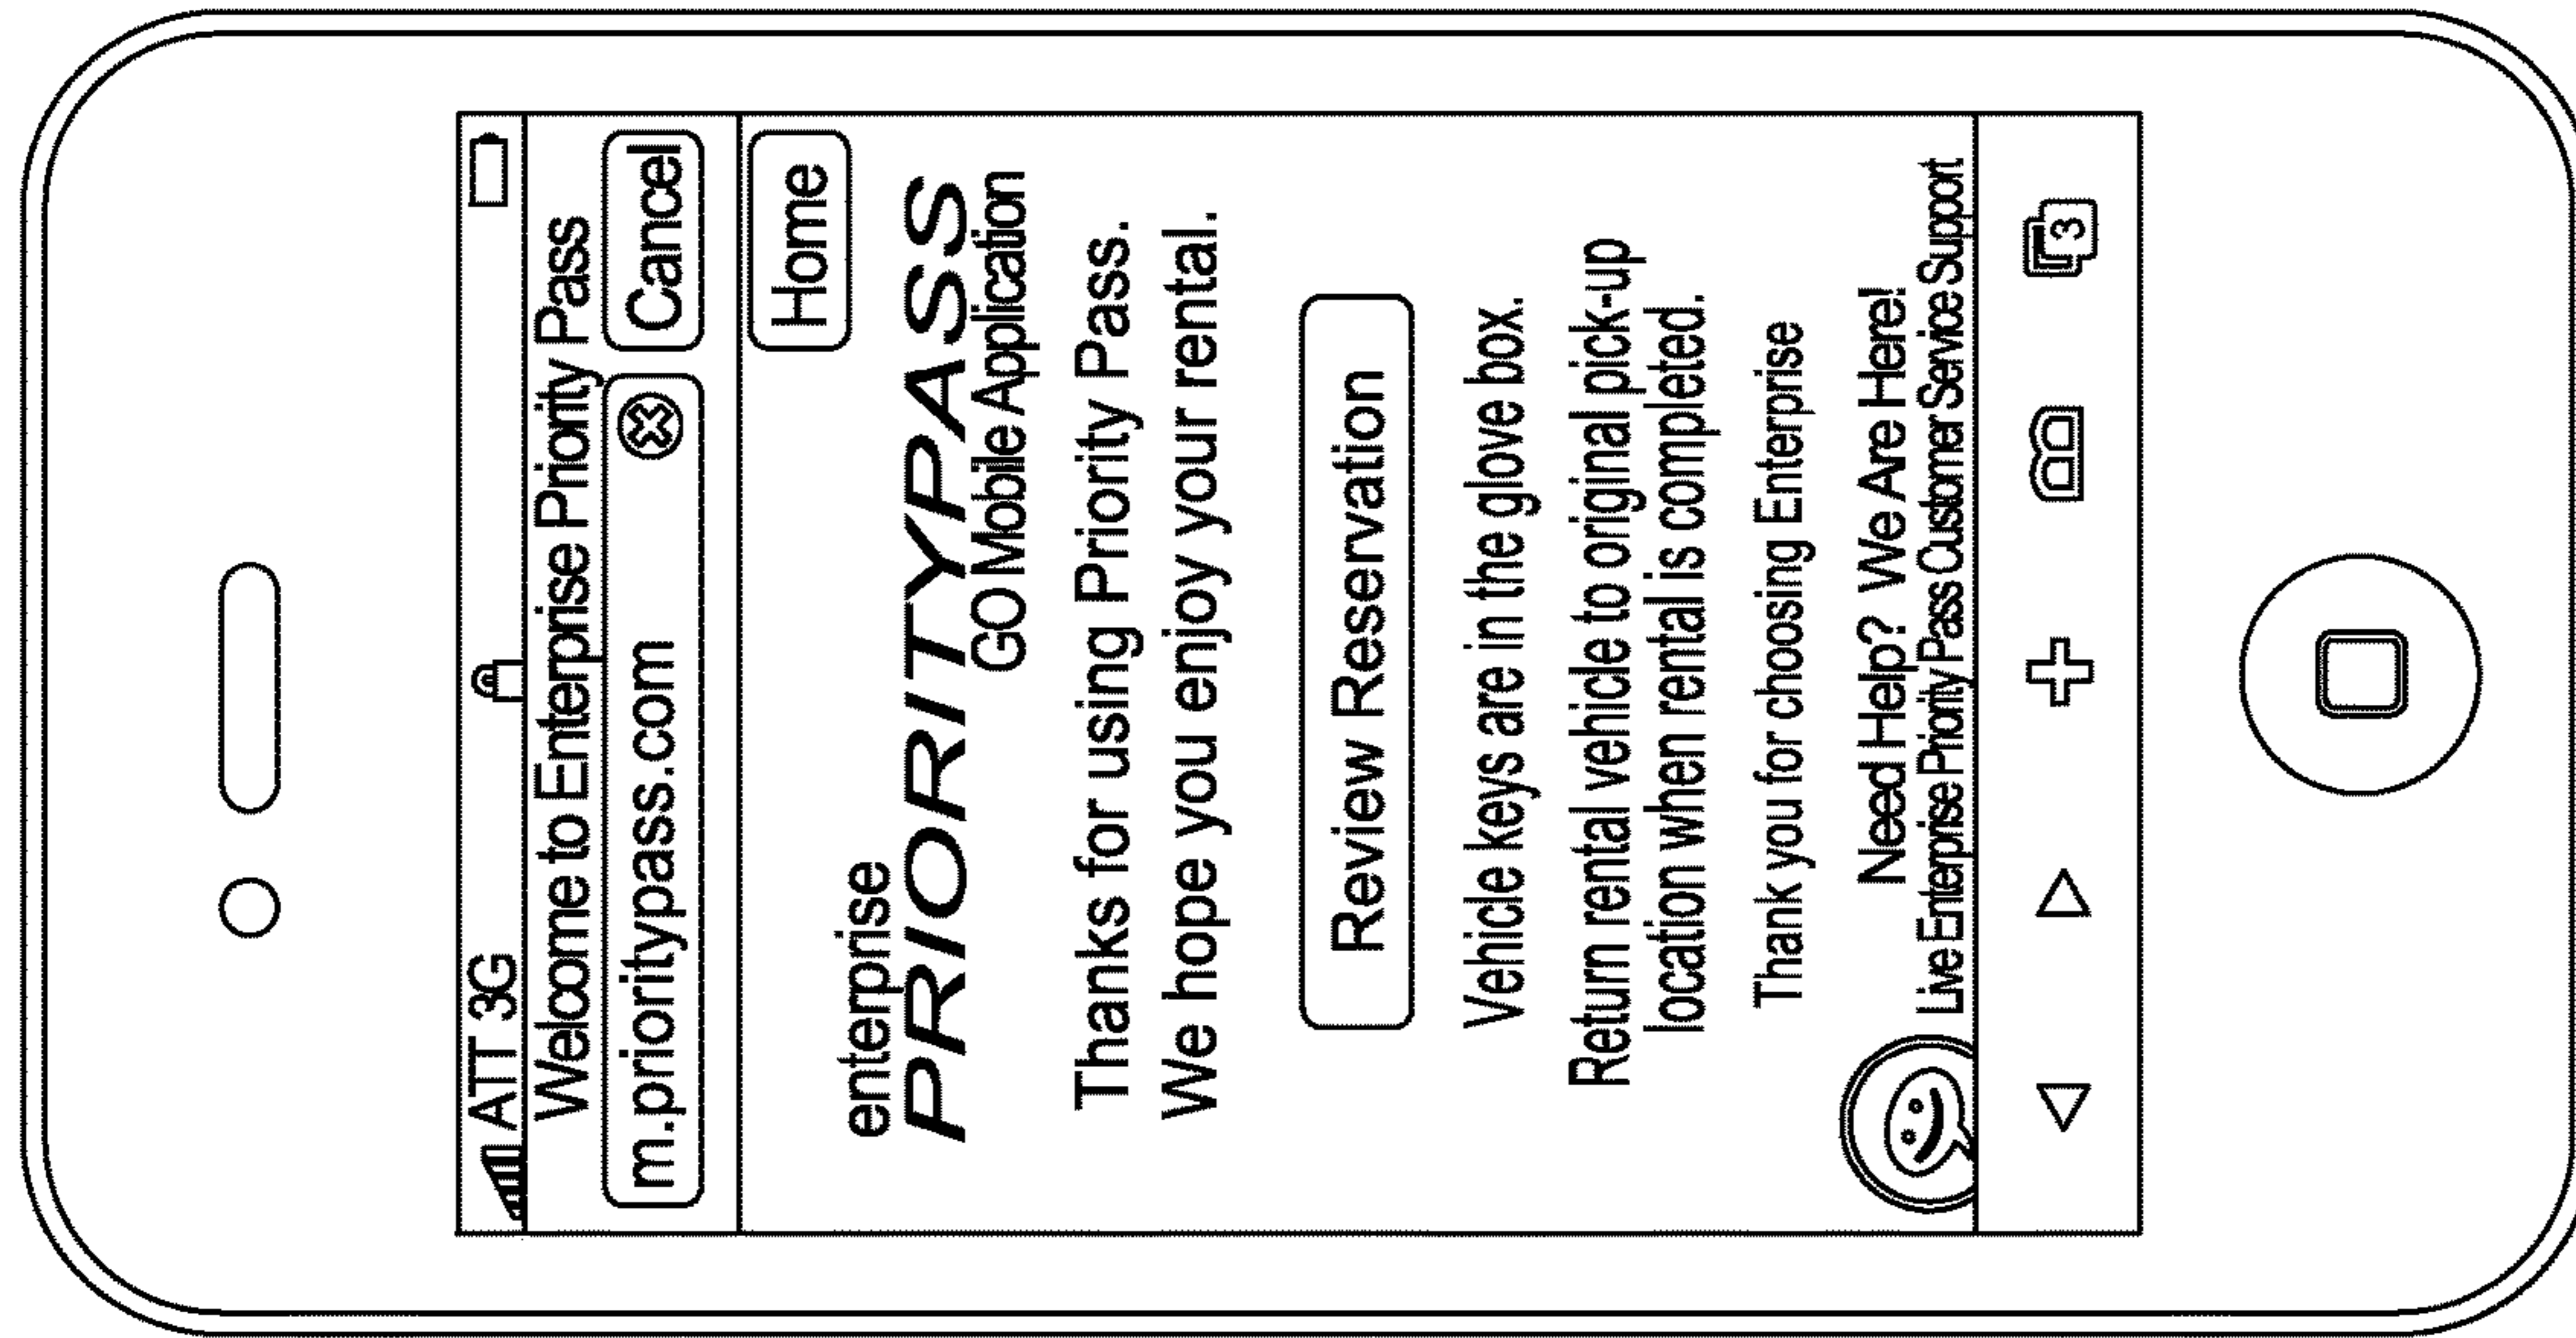 ATT 3G
Welcome to Enterprise Priority Pass
m.prioritypass.com Cancel
Home
enterprise
PRIORITYPASS
GO Mobile Application
Thanks for using Priority Pass.
We hope you enjoy your rental.
Review Reservation
Vehicle keys are in the glove box.
Return rental vehicle to original pick-up
location when rental is completed.
Thank you for choosing Enterprise
Need Help? We Are Here!
Live Enterprise Priority Pass Customer Service Support
3